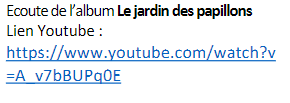 Ecoute de l’album Le jardin des papillons
Lien Youtube :
https://www.youtube.com/watch?v
=A_v7bBUPq0E